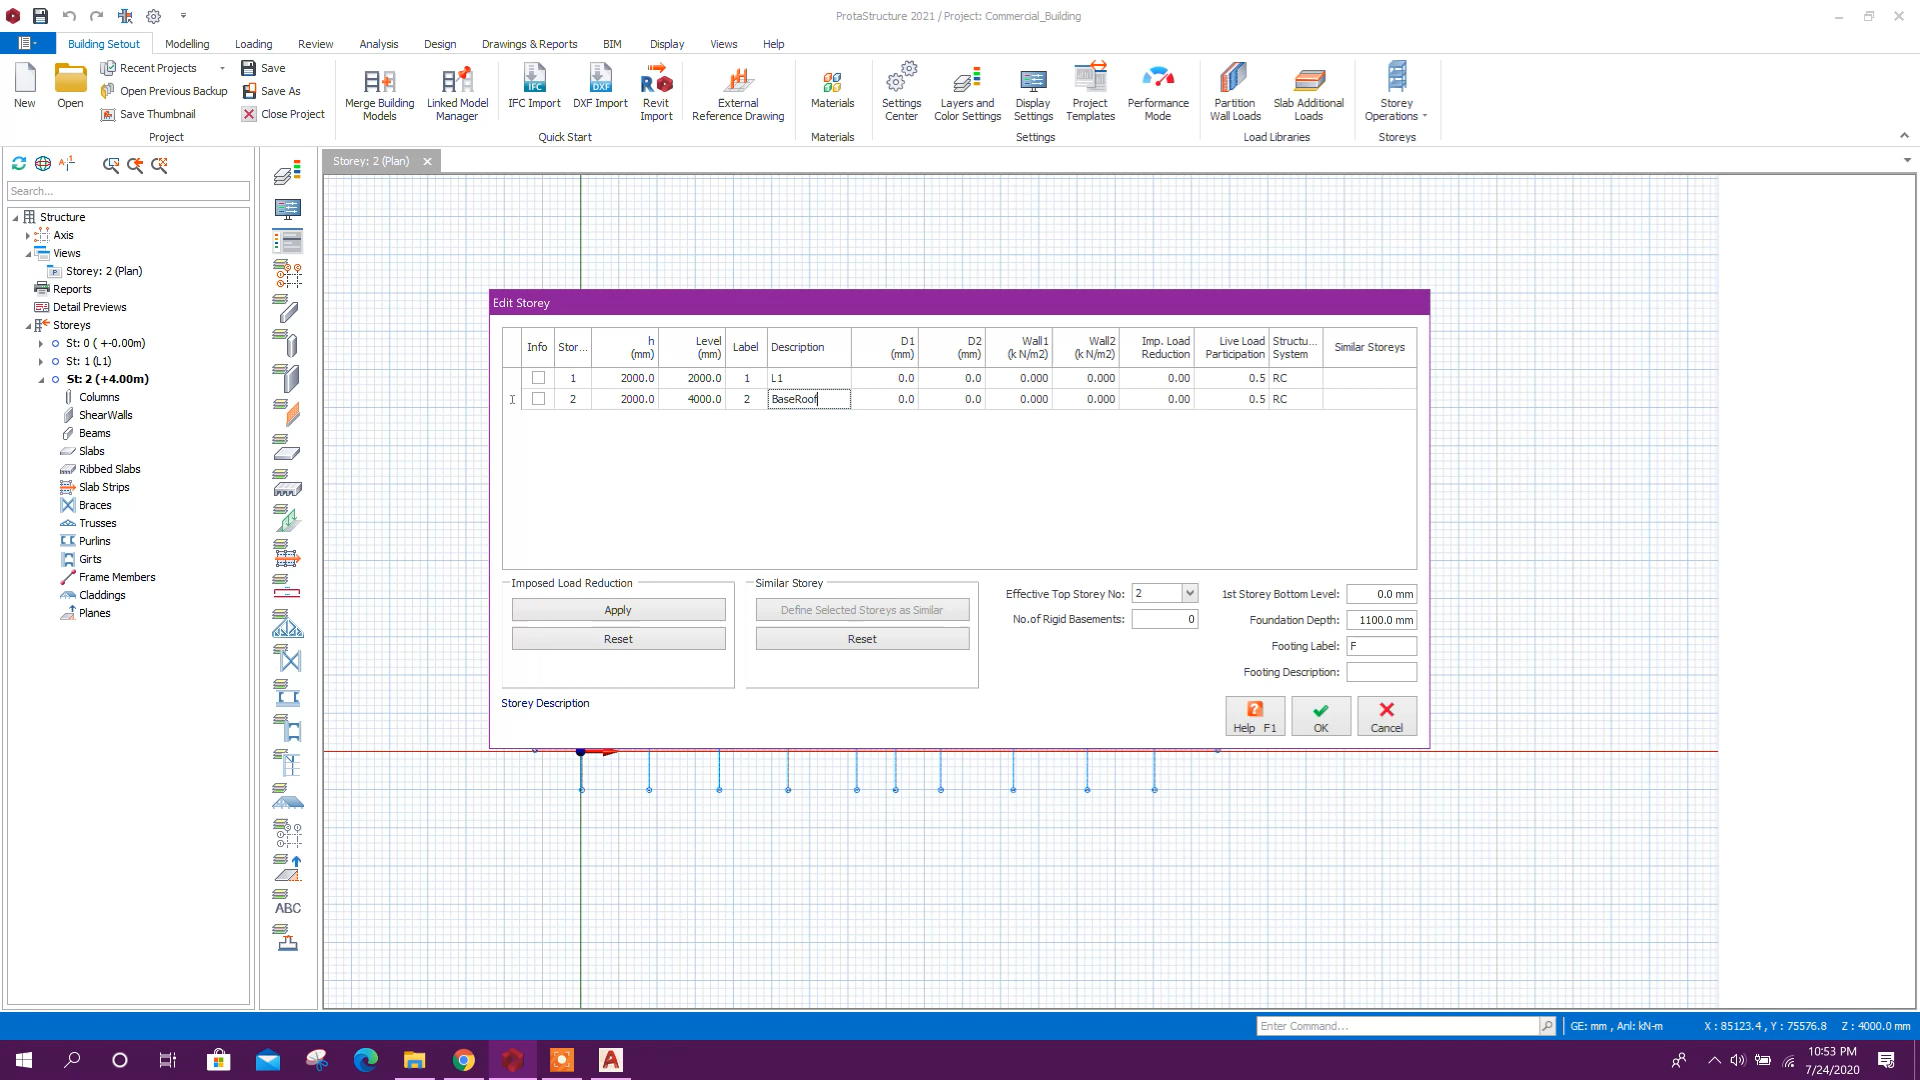 ProtaStructure 2021 / Project: Commercial_Building
Building Setout
Modelling
Loading
Review
Analysis
Design
Drawings & Reports
BIM
Display
Views
Help
New
Open
Recent Projects
Open Previous Backup
Save Thumbnail
Save
Save As
Close Project
Project
Merge Building
Models
Linked Model
Manager
IFC
IFC Import
DXF
DXF Import
Revit
Import
External
Reference Drawing
Quick Start
Materials
Materials
Settings
Center
Layers and
Color Settings
Display
Settings
Project
Templates
Performance
Mode
Settings
Partition
Wall Loads
Slab Additional
Loads
Load Libraries
Storey
Operations
Storeys
Search...
Storey: 2 (Plan)
Structure
Axis
Views
Storey: 2 (Plan)
Reports
Detail Previews
Storeys
St: 0 ( +-0.00m)
St: 1 (L1)
St: 2 (+4.00m)
Columns
ShearWalls
Beams
Slabs
Ribbed Slabs
Slab Strips
Braces
Trusses
Purlins
Girts
Frame Members
Claddings
Planes
ABC
Edit Storey
Info Stor... h (mm) Level (mm) Label Description D1 (mm) D2 (mm) Wall1 (k N/m2) Wall2 (k N/m2) Imp. Load Reduction Live Load Participation Structu... System Similar Storeys
1 2000.0 2000.0 1 L1 0.0 0.0 0.000 0.000 0.00 0.5 RC
2 2000.0 4000.0 2 BaseRoof 0.0 0.0 0.000 0.000 0.00 0.5 RC
Imposed Load Reduction
Apply
Reset
Similar Storey
Define Selected Storeys as Similar
Reset
Effective Top Storey No: 2
No.of Rigid Basements: 0
1st Storey Bottom Level: 0.0 mm
Foundation Depth: 1100.0 mm
Footing Label: F
Footing Description:
Storey Description
Help F1
OK
Cancel
Enter Command...
GE: mm , Anl: kN-m
X : 85123.4 , Y : 75576.8
Z : 4000.0 mm
10:53 PM
7/24/2020